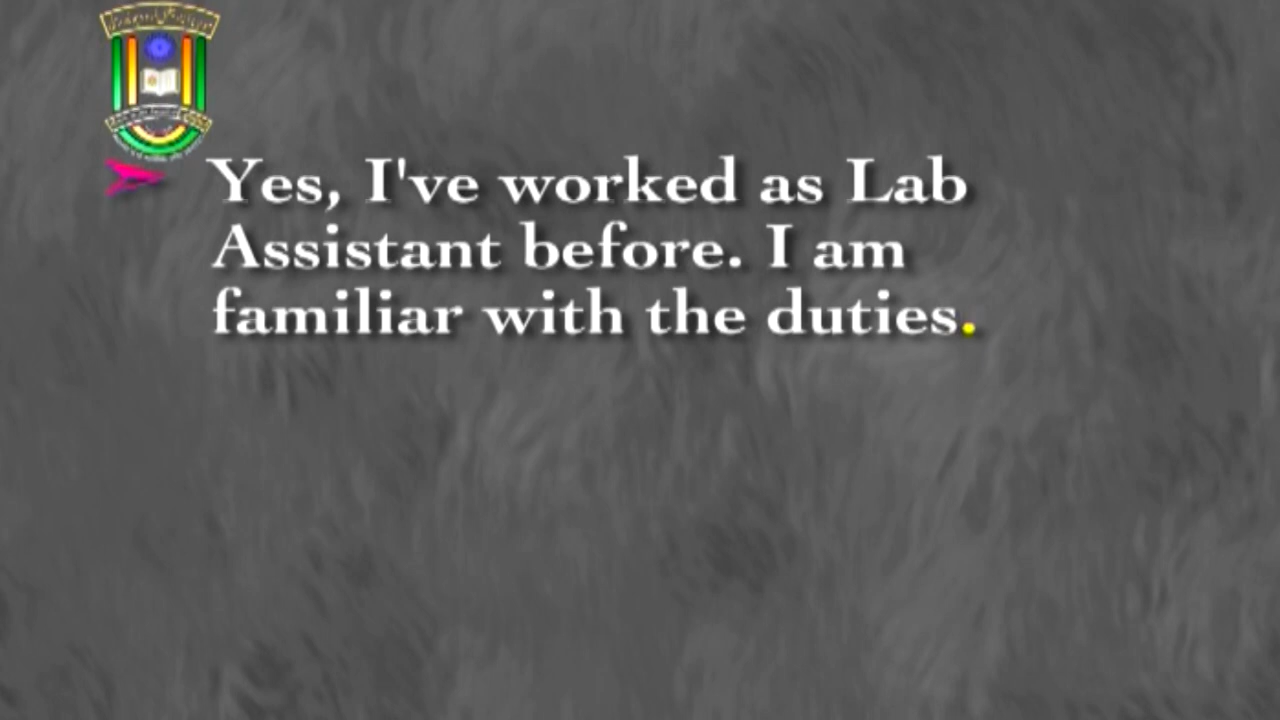 Yes, I've worked as Lab
Assistant before. I am
familiar with the duties.